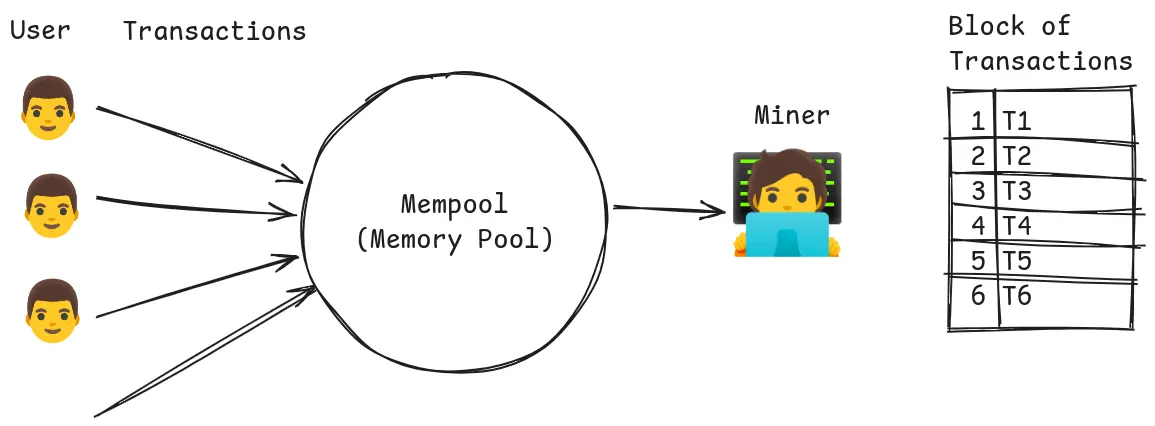 User
Transactions
Mempool
(Memory Pool)
Miner
Block of
Transactions
1 T1
2 T2
3 T3
4 T4
5 T5
6 T6